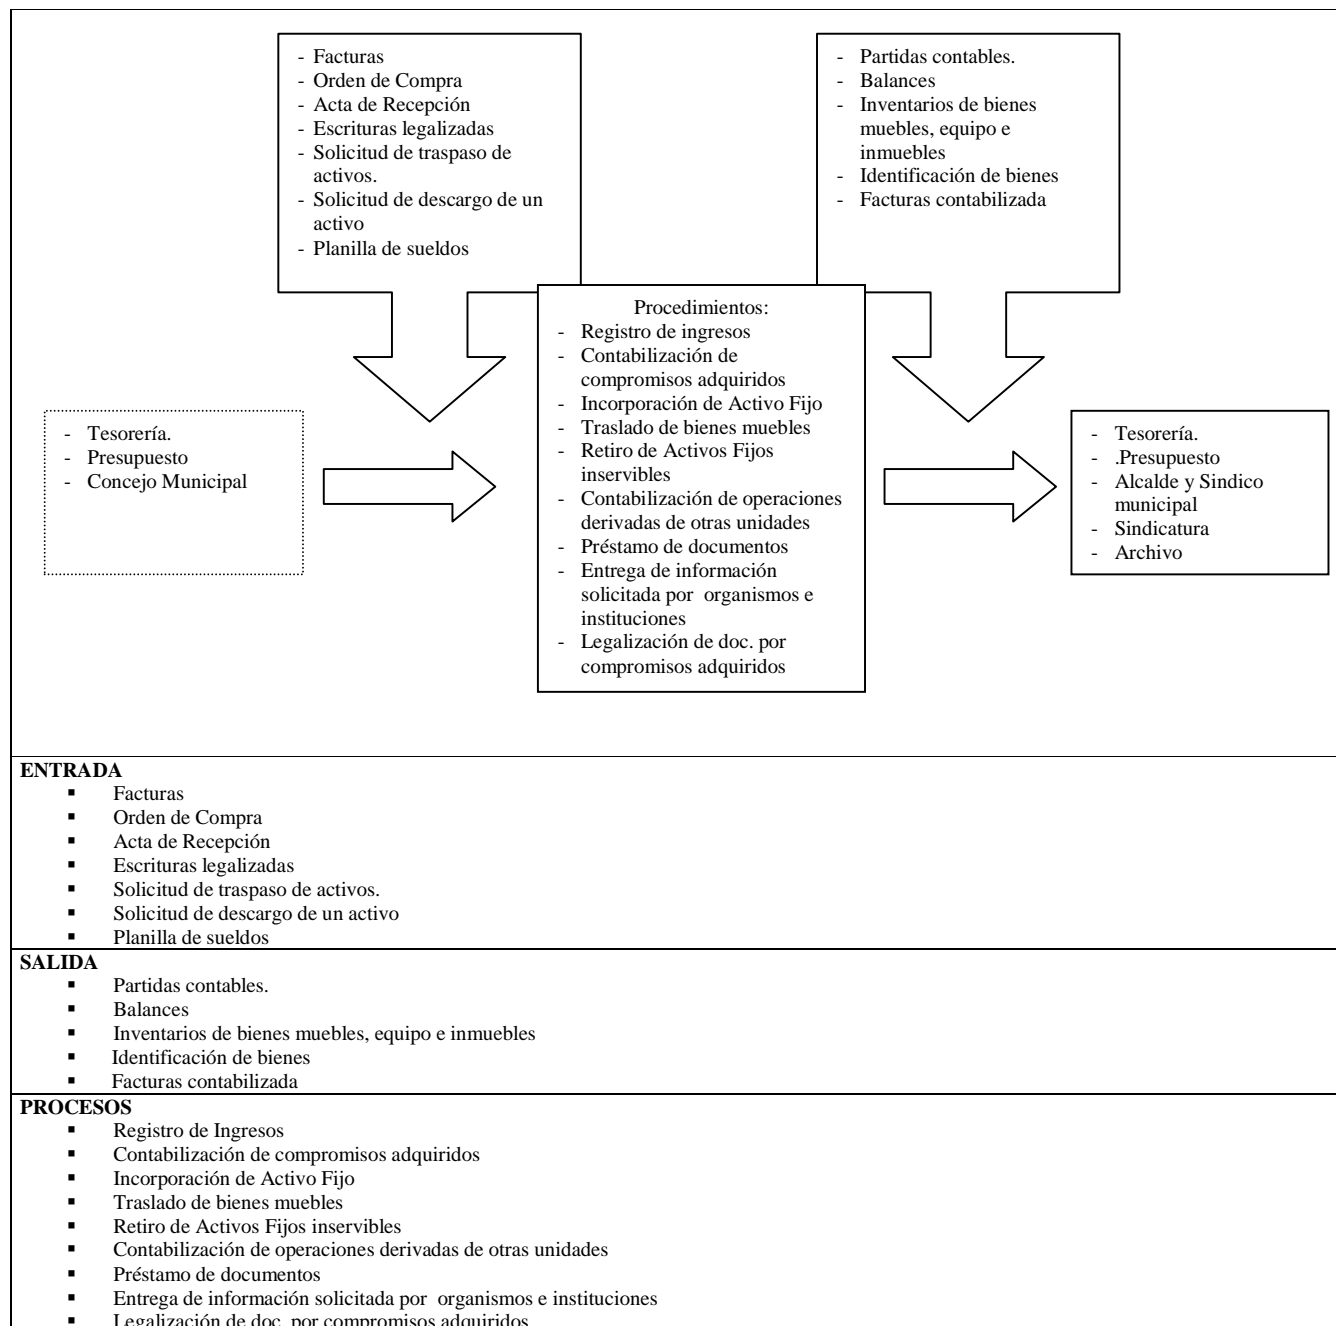 - Facturas
- Orden de Compra
- Acta de Recepción
- Escrituras legalizadas
- Solicitud de traspaso de
activos.
- Solicitud de descargo de un
activo
- Planilla de sueldos
- Partidas contables.
- Balances
- Inventarios de bienes
muebles, equipo e
inmuebles
- Identificación de bienes
- Facturas contabilizada
- Tesorería.
- Presupuesto
- Concejo Municipal
Procedimientos:
- Registro de ingresos
- Contabilización de
compromisos adquiridos
- Incorporación de Activo Fijo
- Traslado de bienes muebles
- Retiro de Activos Fijos
inservibles
- Contabilización de operaciones
derivadas de otras unidades
- Préstamo de documentos
- Entrega de información
solicitada por organismos e
instituciones
- Legalización de doc. por
compromisos adquiridos
- Tesorería.
- .Presupuesto
- Alcalde y Sindico
municipal
- Sindicatura
- Archivo
ENTRADA
▪ Facturas
▪ Orden de Compra
▪ Acta de Recepción
▪ Escrituras legalizadas
▪ Solicitud de traspaso de activos.
▪ Solicitud de descargo de un activo
▪ Planilla de sueldos
SALIDA
▪ Partidas contables.
▪ Balances
▪ Inventarios de bienes muebles, equipo e inmuebles
▪ Identificación de bienes
▪ Facturas contabilizada
PROCESOS
▪ Registro de Ingresos
▪ Contabilización de compromisos adquiridos
▪ Incorporación de Activo Fijo
▪ Traslado de bienes muebles
▪ Retiro de Activos Fijos inservibles
▪ Contabilización de operaciones derivadas de otras unidades
▪ Préstamo de documentos
▪ Entrega de información solicitada por organismos e instituciones
▪ Legalización de doc. por compromisos adquiridos